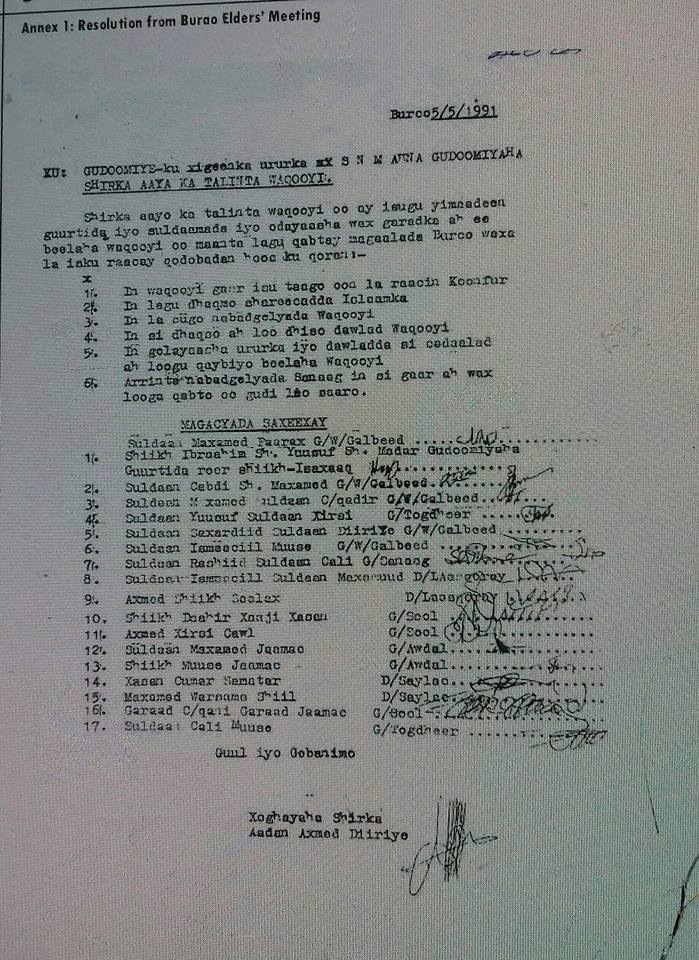 Annex 1: Resolution from Burao Elders' Meeting
Burco 5/5/1991
KU: GUDOOMIYE-ku xigeenka ururka S N M AHNA GUDOOMIYAHA
SHIRKA AAYA KA TALINTA WAQOOYI.
Shirka aayo ka talinta waqooyi oo ay isugu yimaadeen
guurtida iyo suldaamada iyo odayaasha wax garadka ah ee
beelaha waqooyi oo maanta lagu qabtay magaalada Burco waxa
la isku raacay qodobadan hoos ku qoran:-
1. In waqooyi gaar isu taago oon la raacin Koonfur
2. In lagu dhaqmo shareecadda Islaamka
3. In la sugo nabadgelyada Waqooyi
4. In si dhaqso ah loo dhiso dawlad Waqooyi
5. In golayaasha ururka iyo dawladda si cadaalad
ah loogu qaybiyo beelaha Waqooyi
6. Arrinta nabadgelyada Sanaag in si gaar ah wax
looga qabto oo gudi loo saaro.
MAGACYADA SAXEEXAY
Suldaan Maxamed Faarax G/W/Galbeed
1. Shiikh Ibraahim Sh. Yuusuf Sh. Madar Gudoomiyaha
Guurtida reer shiikh-Isaxaaq
2. Suldaan Cabdi Sh. Maxamed G/W/Galbeed
3. Suldaan Maxamed Suldaan C/qadir G/W/Galbeed
4. Suldaan Yuusuf Suldaan Xirsi G/Togdheer
5. Suldaan Saxardiid Suldaan Diiriye G/W/Galbeed
6. Suldaan Ismaaciil Muuse G/W/Galbeed
7. Suldaan Rashiid Suldaan Cali G/Sanaag
8. Suldaan Ismaacill Suldaan Maxamuud D/LAasgoray
9. Axmed Shiikh Saalax D/Laasgoray
10. Shiikh Daahir Xaaji Xasan G/Sool
11. Axmed Xirsi Cawl G/Sool
12. Suldaan Maxamed Jaamac G/Awdal
13. Shiikh Muuse Jaamac G/Awdal
14. Xasan Cumar Samatar D/Saylac
15. Maxamed Warsame Shiil D/Saylac
16. Garaad C/qani Garaad Jaamac G/Sool
17. Suldaan Cali Muuse G/Togdheer
Guul iyo Gobanimo
Xoghayaha Shirka
Aadan Axmed Diiriye